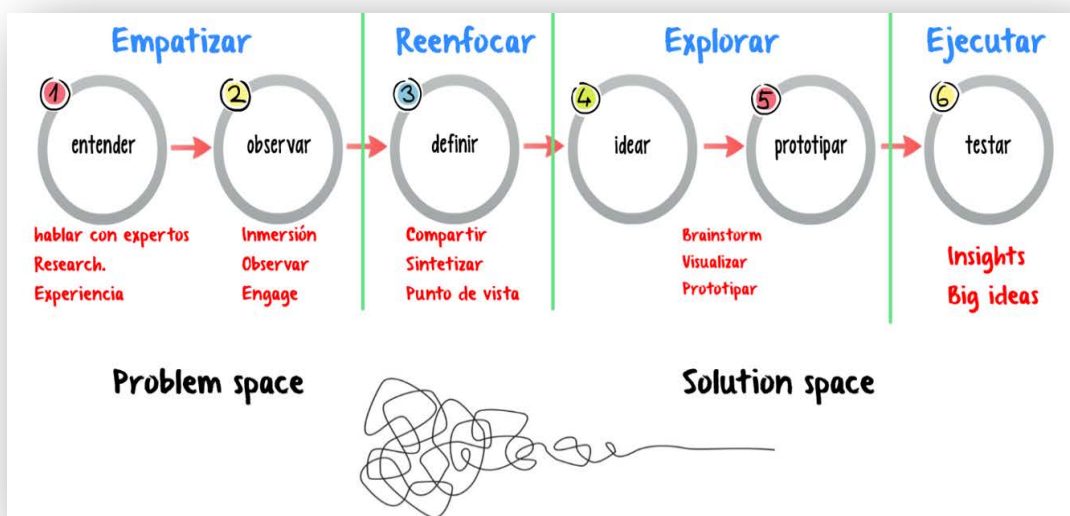 Empatizar
Reenfocar
Explorar
Ejecutar
1
entender
2
observar
3
definir
4
idear
5
prototipar
6
testar
hablar con expertos
Research.
Experiencia
Inmersión
Observar
Engage
Compartir
Sintetizar
Punto de vista
Brainstorm
Visualizar
Prototipar
Insights
Big ideas
Problem space
Solution space